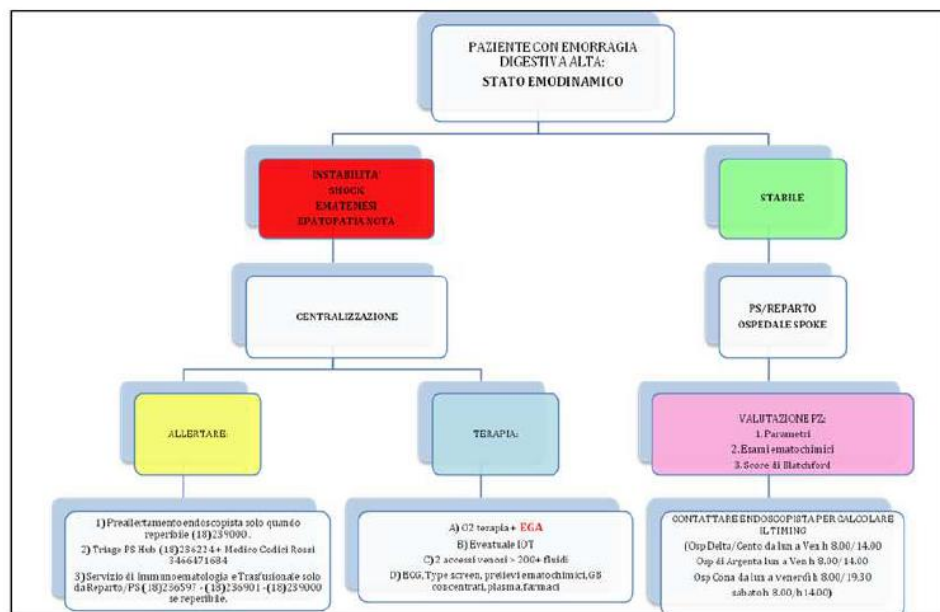 PAZIENTE CON EMORRAGIA
DIGESTIVA ALTA:
STATO EMODINAMICO
INSTABILITA'
SHOCK
EMATEMESI
EPATOPATIA NOTA
STABILE
CENTRALIZZAZIONE
PS/REPARTO
OSPEDALE SPOKE
ALLERTARE:
TERAPIA:
VALUTAZIONE PZ:
1. Parametri
2. Esami ematochimici
3. Score di Blatchford
1) Preallertamento endoscopista solo quando
reperibile (18)239000.
2) Triage PS Hub (18)236224 + Medico Codici Rossi
3466471684
3) Servizio di Immunoematologia e Trasfusionale solo
da Reparto/PS (18)236597 - (18)236901 - (18)239000
se reperibile.
A) O2 terapia + EGA
B) Eventuale IOT
C) 2 accessi venosi > 200+ fluidi
D) ECG, Type screen, prelievi ematochimici, GB
concentrati, plasma, farmaci
CONTATTARE ENDOSCOPISTA PER CALCOLARE
IL TIMING
(Osp Delta/Cento da lun a Ven h 8.00/14.00
Osp di Argenta lun a Ven h 8.00/14.00
Osp Cona da lun a venerdì h 8.00/19.30
sabato h 8.00/h 14.00)